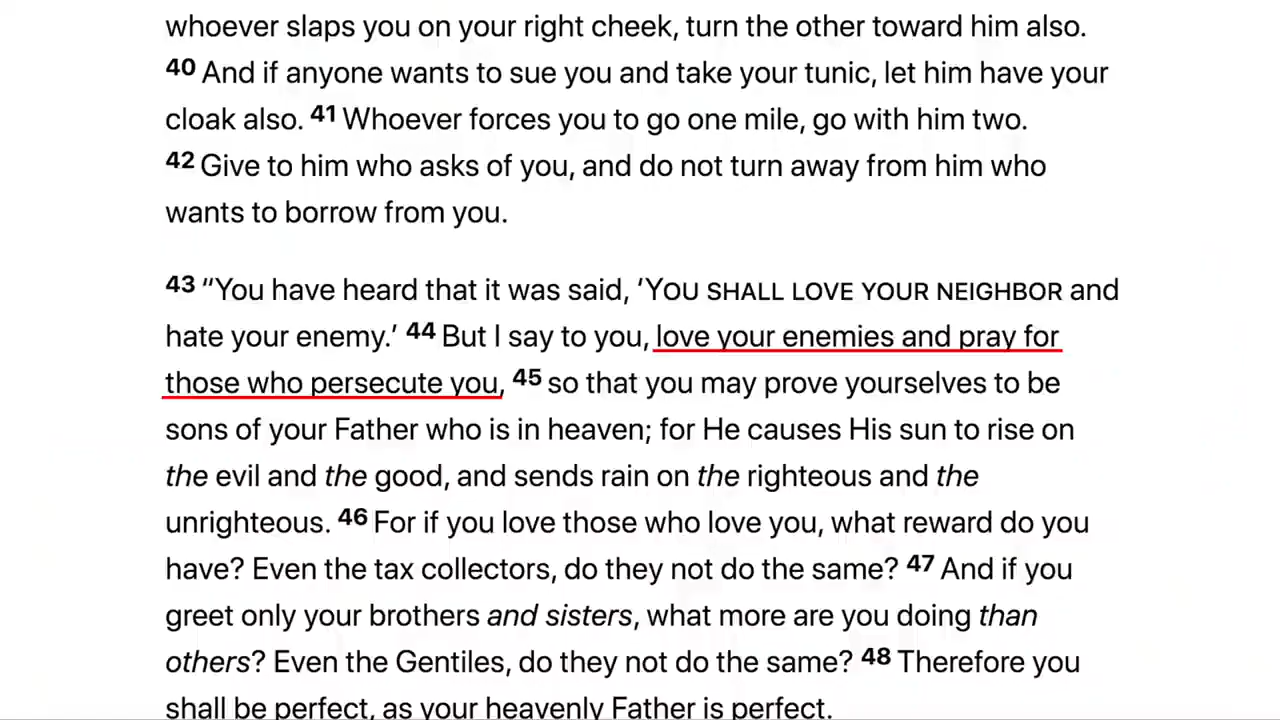 whoever slaps you on your right cheek, turn the other toward him also.
40 And if anyone wants to sue you and take your tunic, let him have your
cloak also. 41 Whoever forces you to go one mile, go with him two.
42 Give to him who asks of you, and do not turn away from him who
wants to borrow from you.
43 “You have heard that it was said, ‘YOU SHALL LOVE YOUR NEIGHBOR and
hate your enemy.’ 44 But I say to you, love your enemies and pray for
those who persecute you, 45 so that you may prove yourselves to be
sons of your Father who is in heaven; for He causes His sun to rise on
the evil and the good, and sends rain on the righteous and the
unrighteous. 46 For if you love those who love you, what reward do you
have? Even the tax collectors, do they not do the same? 47 And if you
greet only your brothers and sisters, what more are you doing than
others? Even the Gentiles, do they not do the same? 48 Therefore you
shall be perfect, as your heavenly Father is perfect.